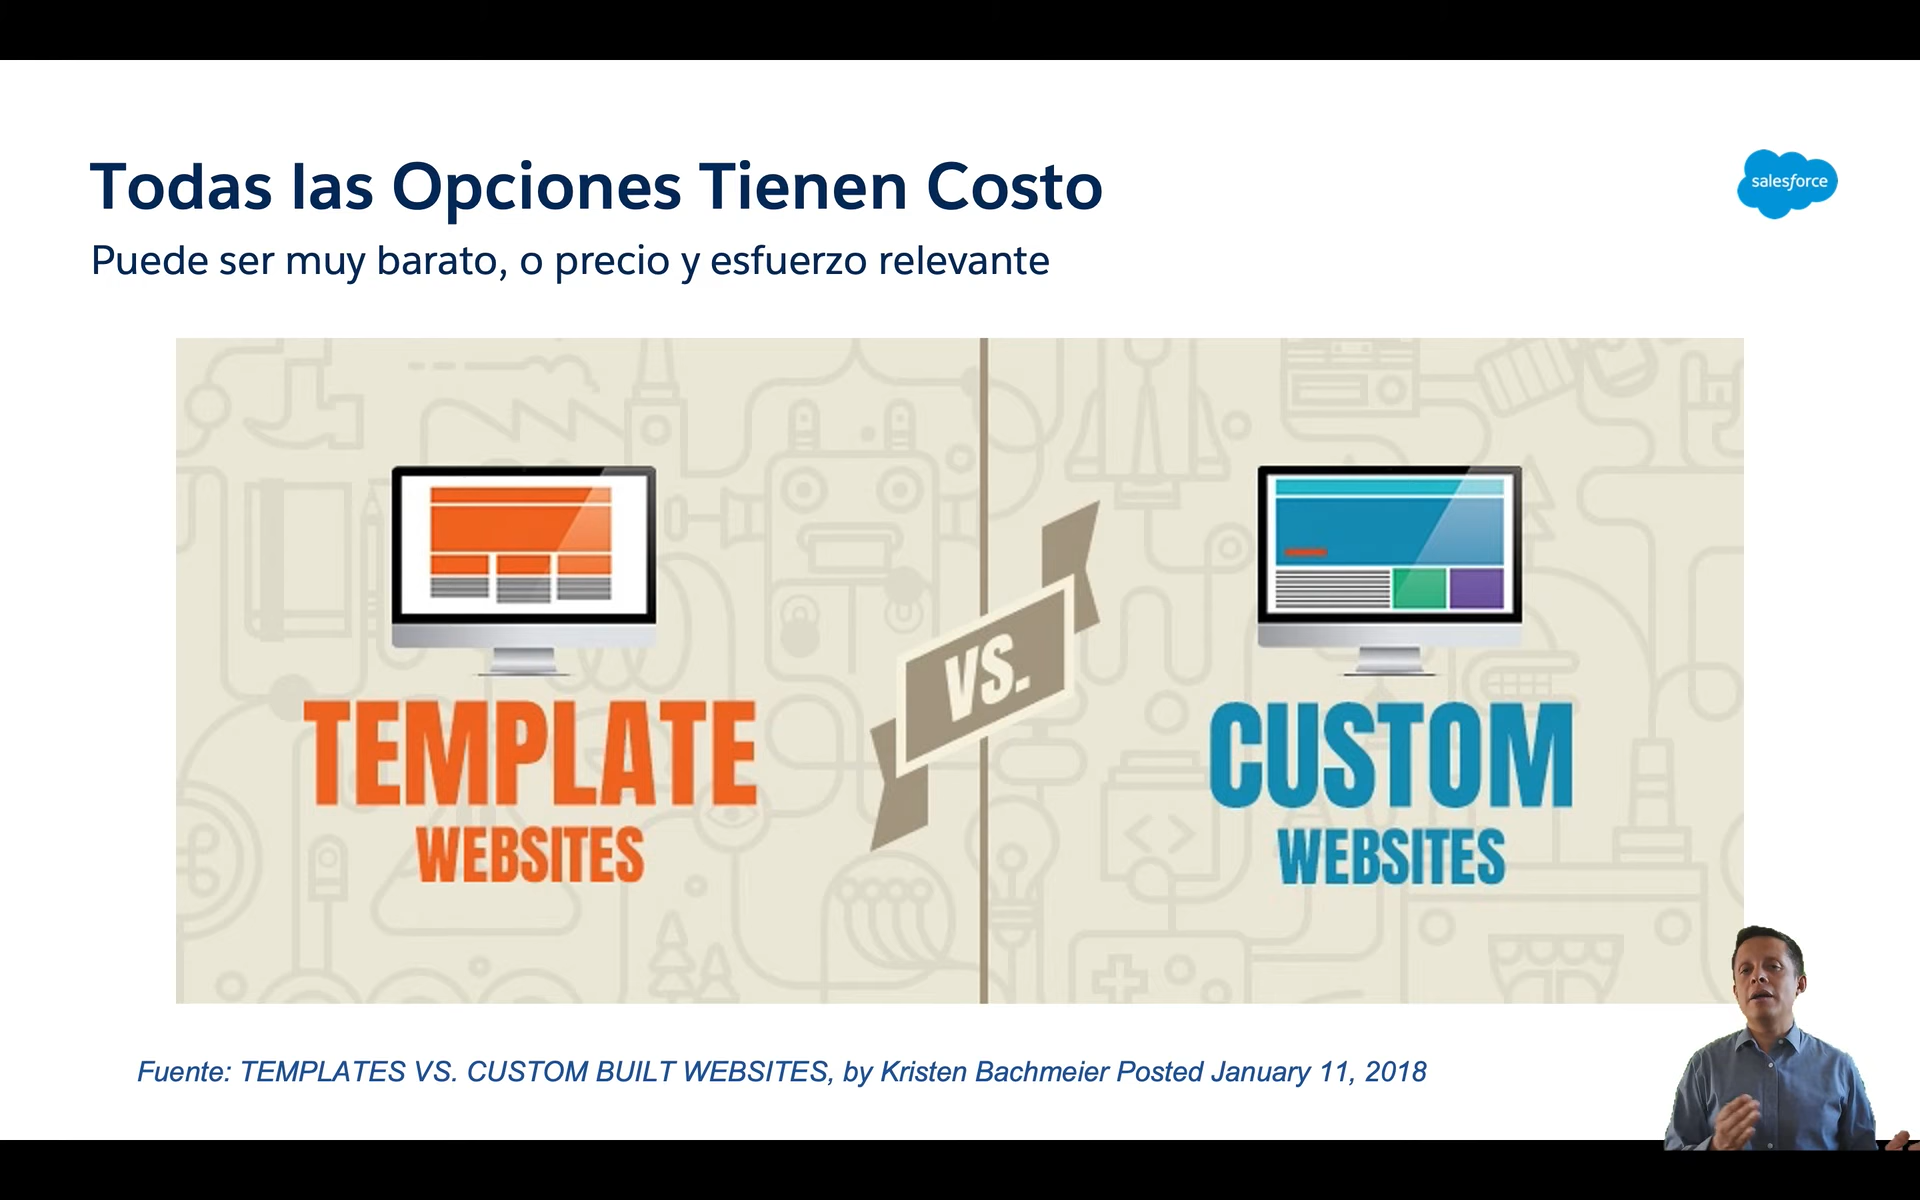 Todas las Opciones Tienen Costo
salesforce
Puede ser muy barato, o precio y esfuerzo relevante
VS.
TEMPLATE
WEBSITES
CUSTOM
WEBSITES
Fuente: TEMPLATES VS. CUSTOM BUILT WEBSITES, by Kristen Bachmeier Posted January 11, 2018